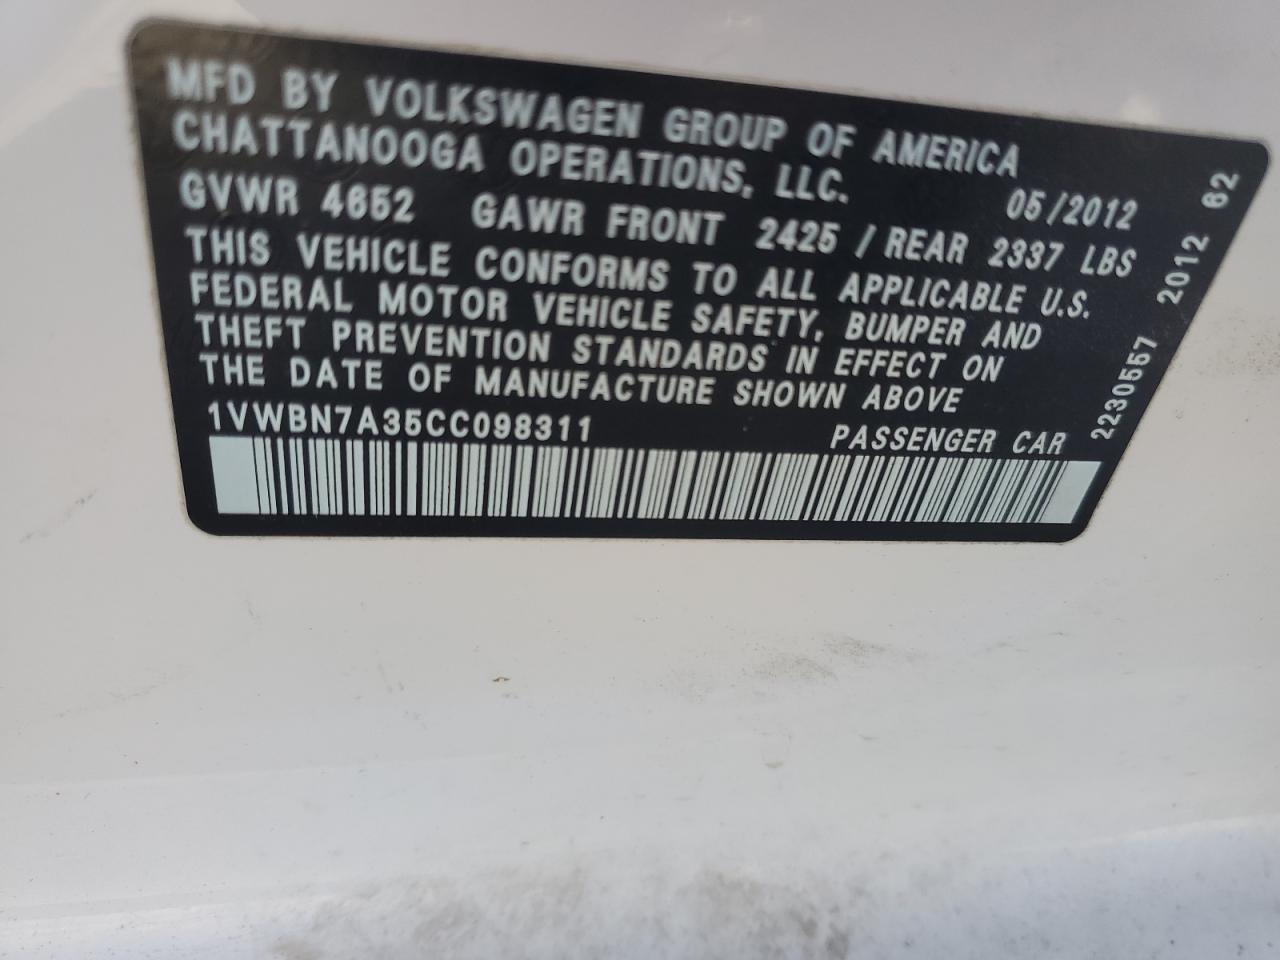 MFD BY VOLKSWAGEN GROUP OF AMERICA
CHATTANOOGA OPERATIONS, LLC.
05/2012
GVWR 4652 GAWR FRONT 2425 / REAR 2337 LBS
THIS VEHICLE CONFORMS TO ALL APPLICABLE U.S.
FEDERAL MOTOR VEHICLE SAFETY, BUMPER AND
THEFT PREVENTION STANDARDS IN EFFECT ON
THE DATE OF MANUFACTURE SHOWN ABOVE
1VWBN7A35CC098311 PASSENGER CAR
2230557 2012 62